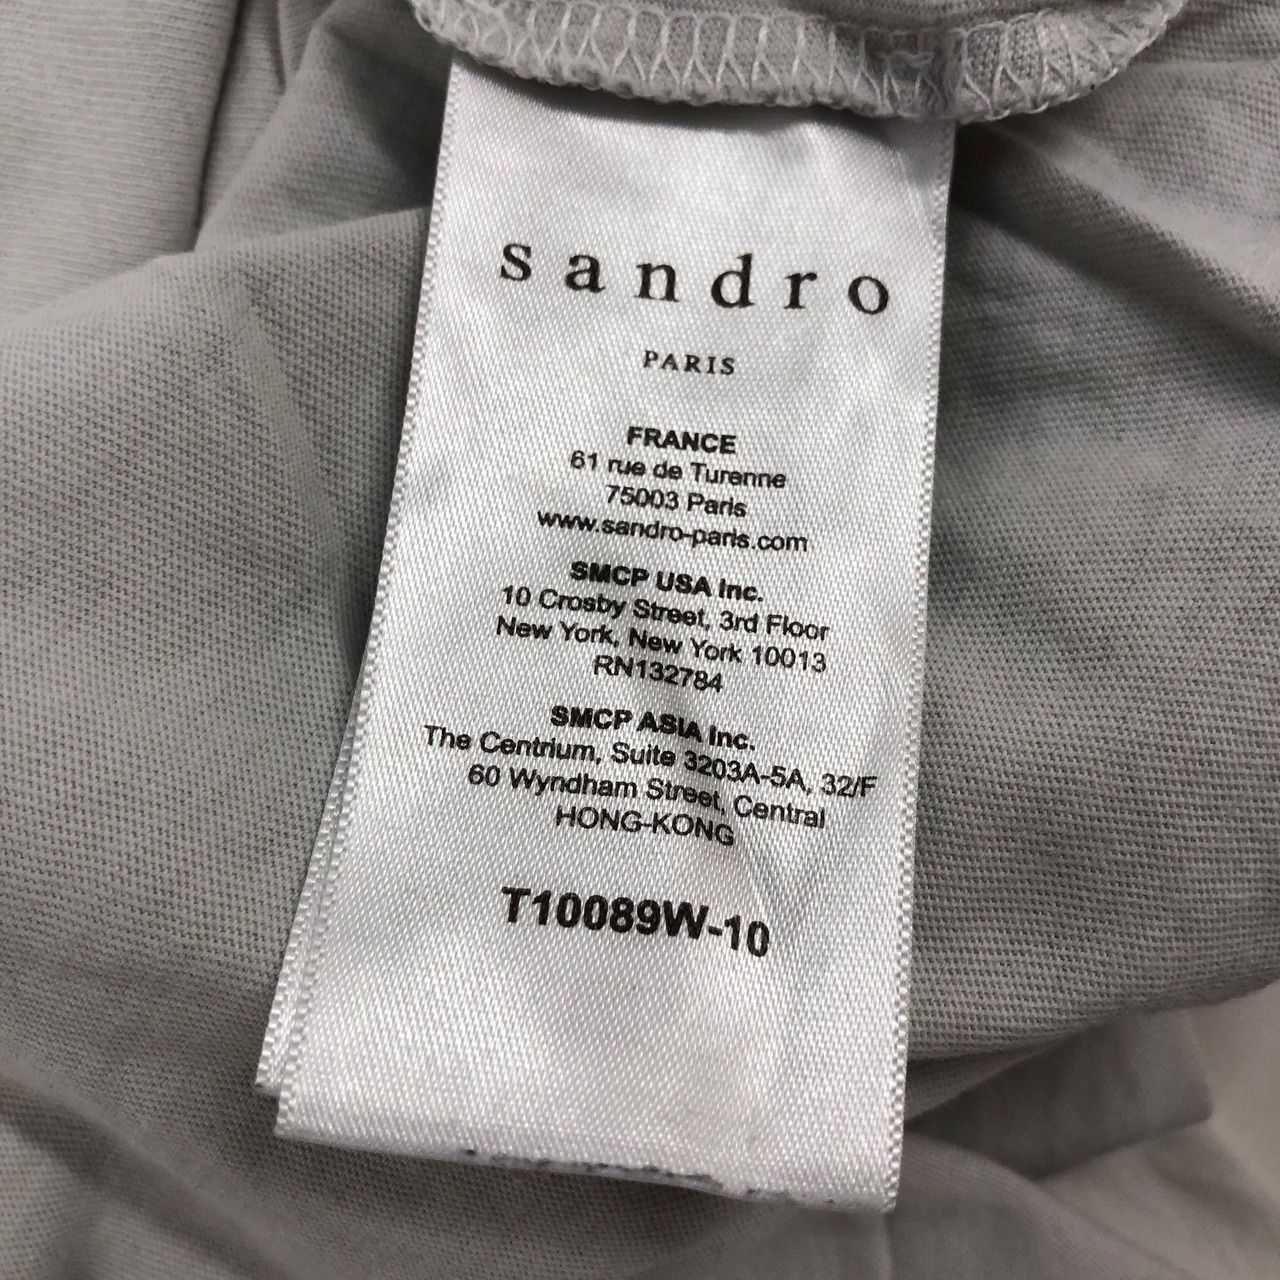 sandro
PARIS
FRANCE
61 rue de Turenne
75003 Paris
www.sandro-paris.com
SMCP USA Inc.
10 Crosby Street, 3rd Floor
New York, New York 10013
RN132784
SMCP ASIA Inc.
The Centrium, Suite 3203A-5A, 32/F
60 Wyndham Street, Central
HONG-KONG
T10089W-10